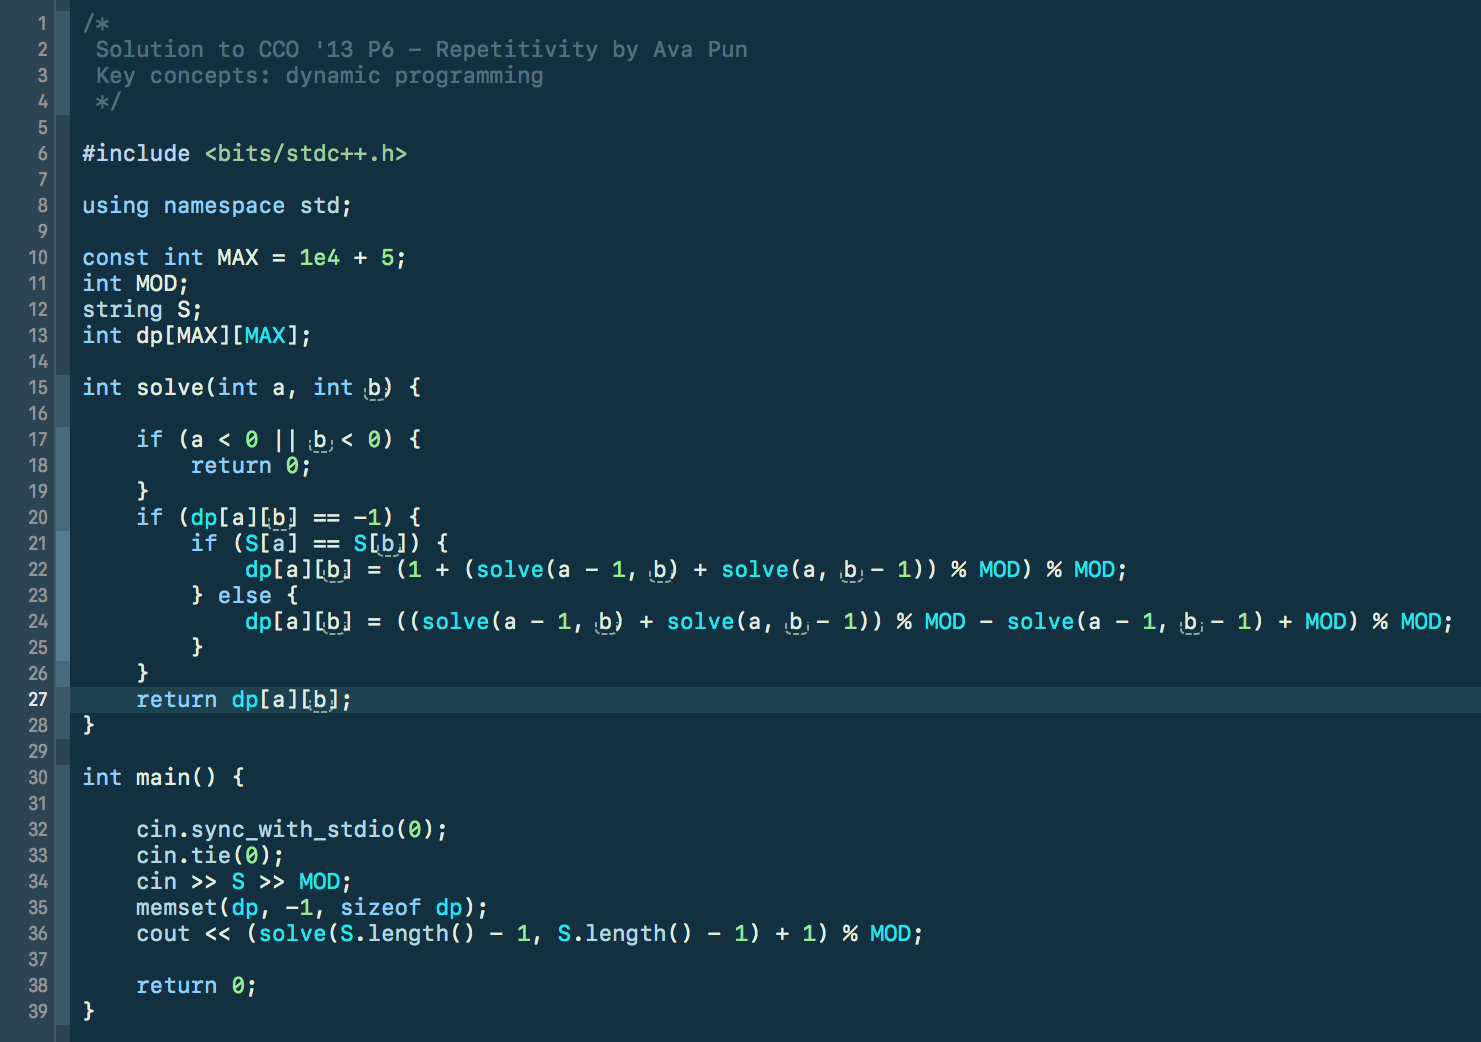 1 /*
2 Solution to CCO '13 P6 – Repetitivity by Ava Pun
3 Key concepts: dynamic programming
4 */
5
6 #include <bits/stdc++.h>
7
8 using namespace std;
9
10 const int MAX = 1e4 + 5;
11 int MOD;
12 string S;
13 int dp[MAX][MAX];
14
15 int solve(int a, int b) {
16
17     if (a < 0 || b < 0) {
18         return 0;
19     }
20     if (dp[a][b] == -1) {
21         if (S[a] == S[b]) {
22             dp[a][b] = (1 + (solve(a - 1, b) + solve(a, b - 1)) % MOD) % MOD;
23         } else {
24             dp[a][b] = ((solve(a - 1, b) + solve(a, b - 1)) % MOD - solve(a - 1, b - 1) + MOD) % MOD;
25         }
26     }
27     return dp[a][b];
28 }
29
30 int main() {
31
32     cin.sync_with_stdio(0);
33     cin.tie(0);
34     cin >> S >> MOD;
35     memset(dp, -1, sizeof dp);
36     cout << (solve(S.length() - 1, S.length() - 1) + 1) % MOD;
37
38     return 0;
39 }